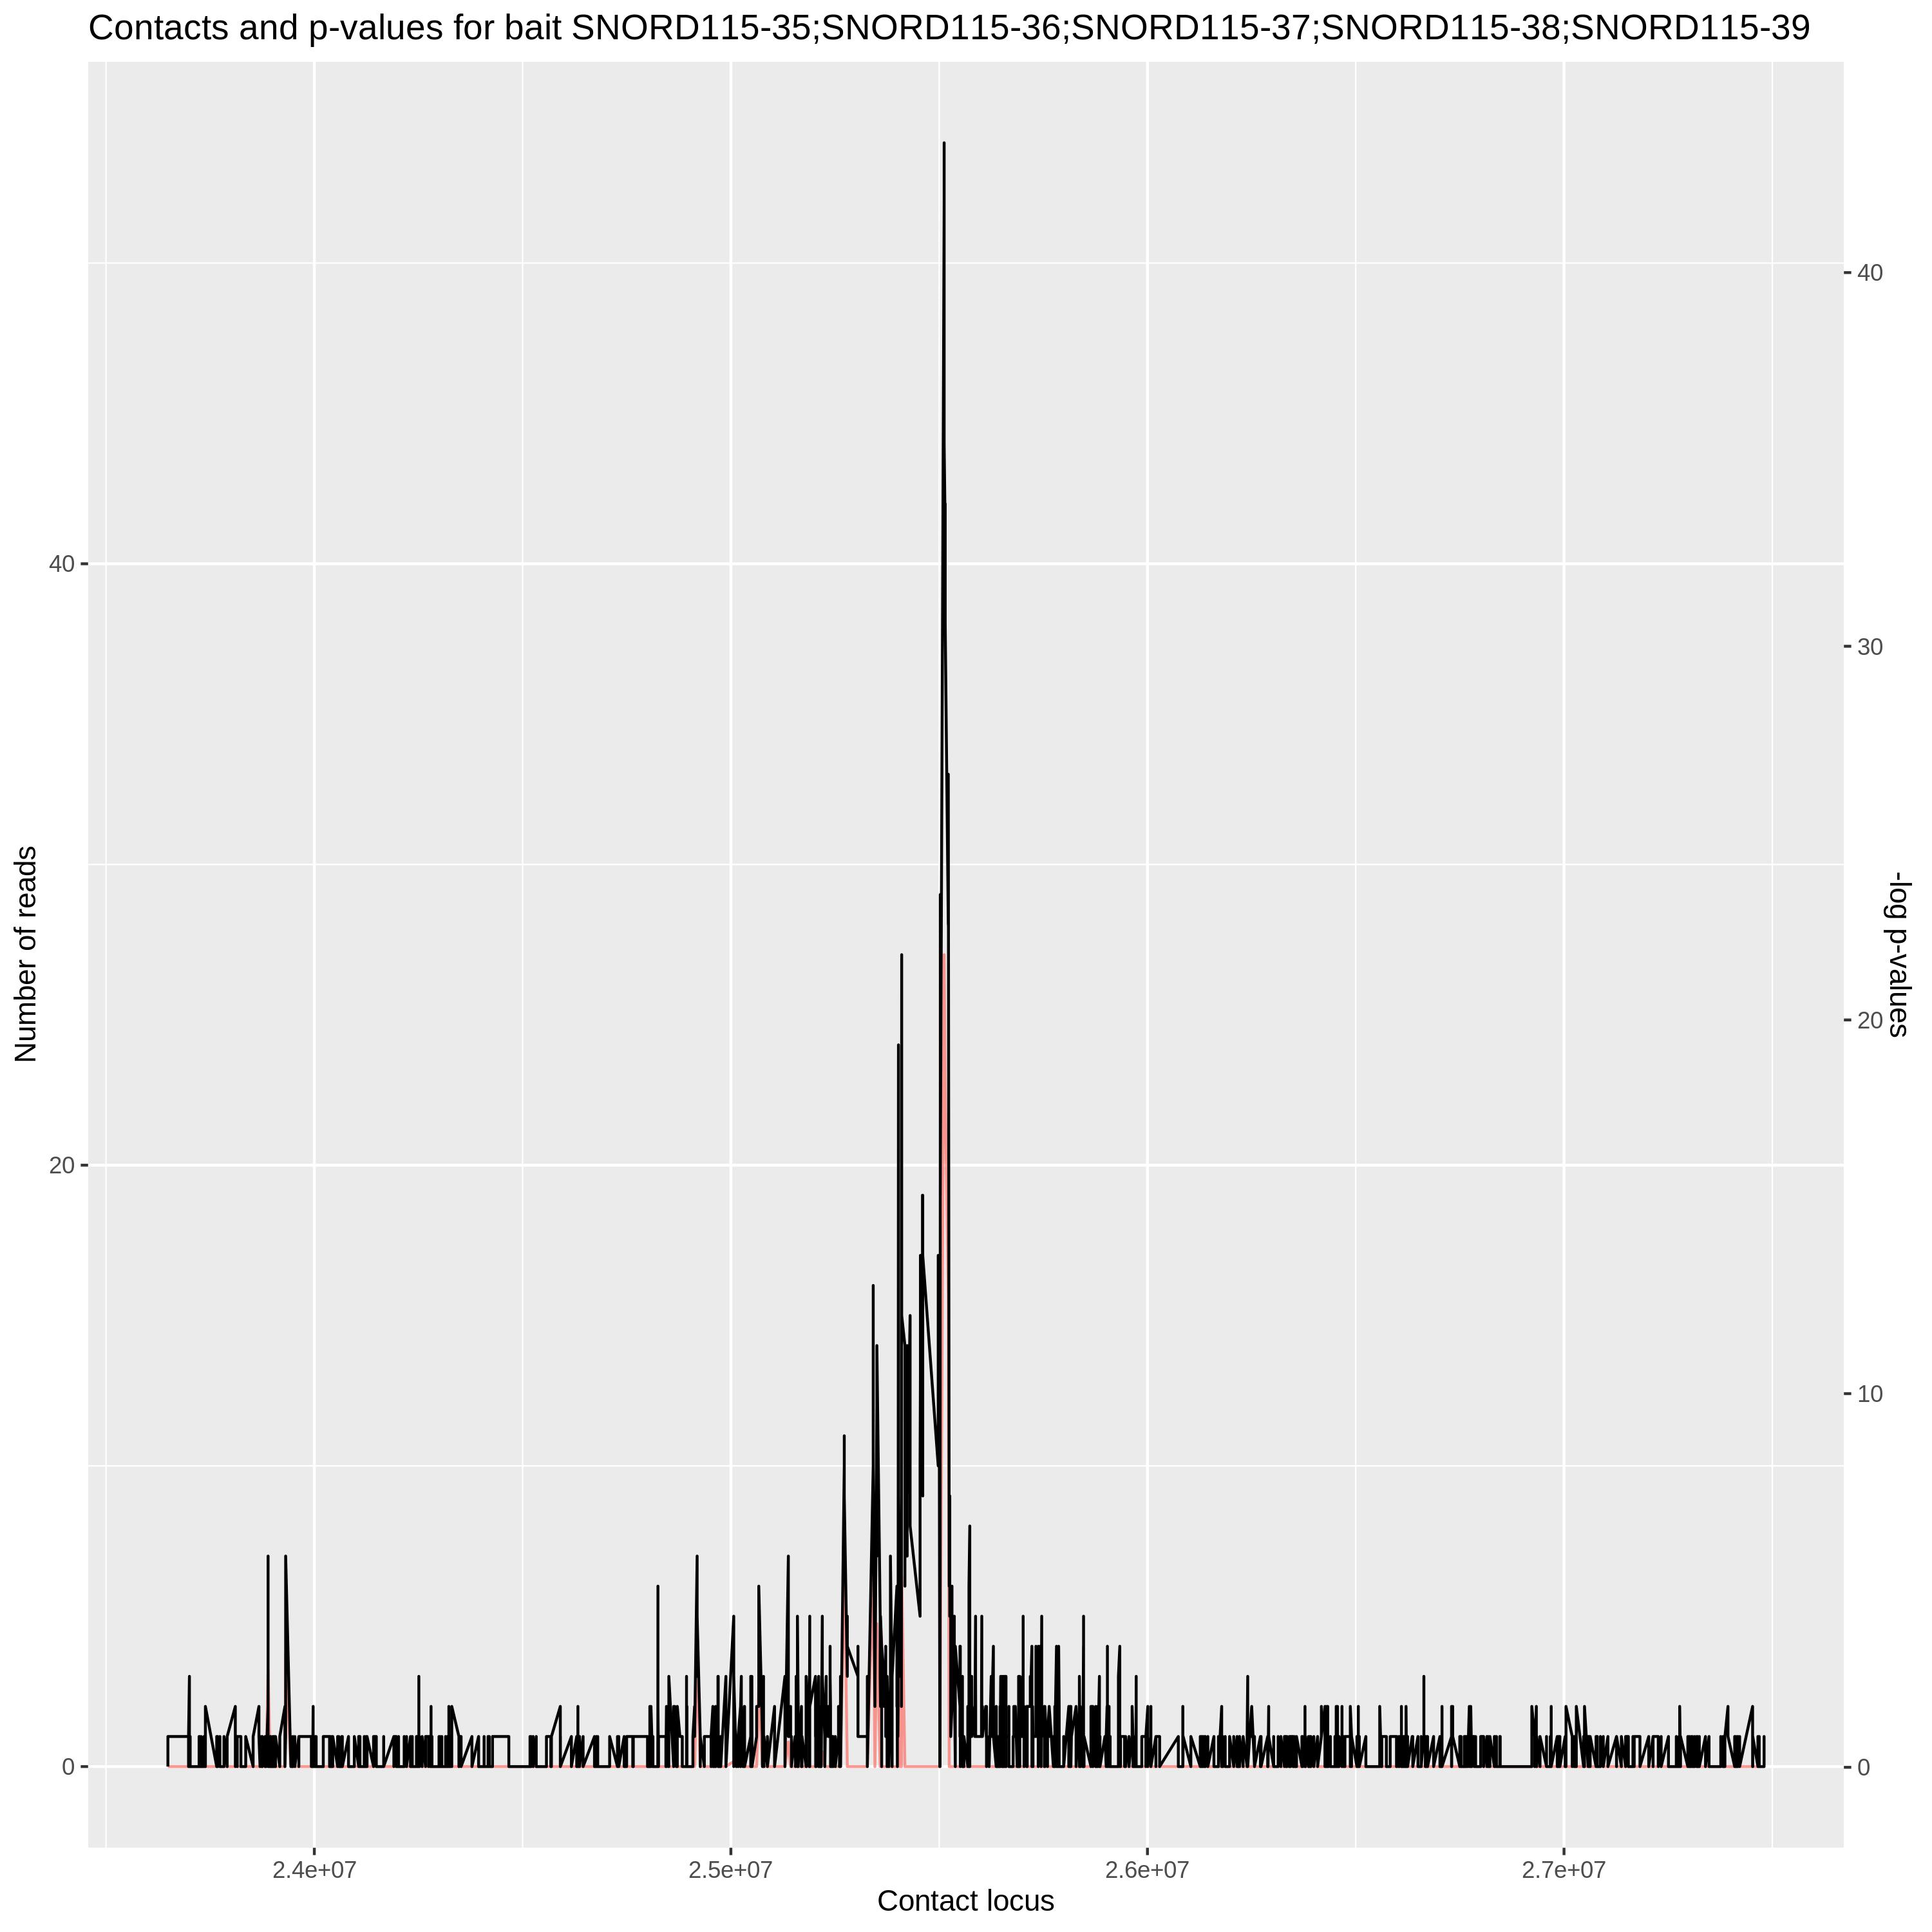 Contacts and p-values for bait SNORD115-35;SNORD115-36;SNORD115-37;SNORD115-38;SNORD115-39
Number of reads
40
20
0
40
30
20
10
0
-log p-values
2.4e+07
2.5e+07
2.6e+07
2.7e+07
Contact locus